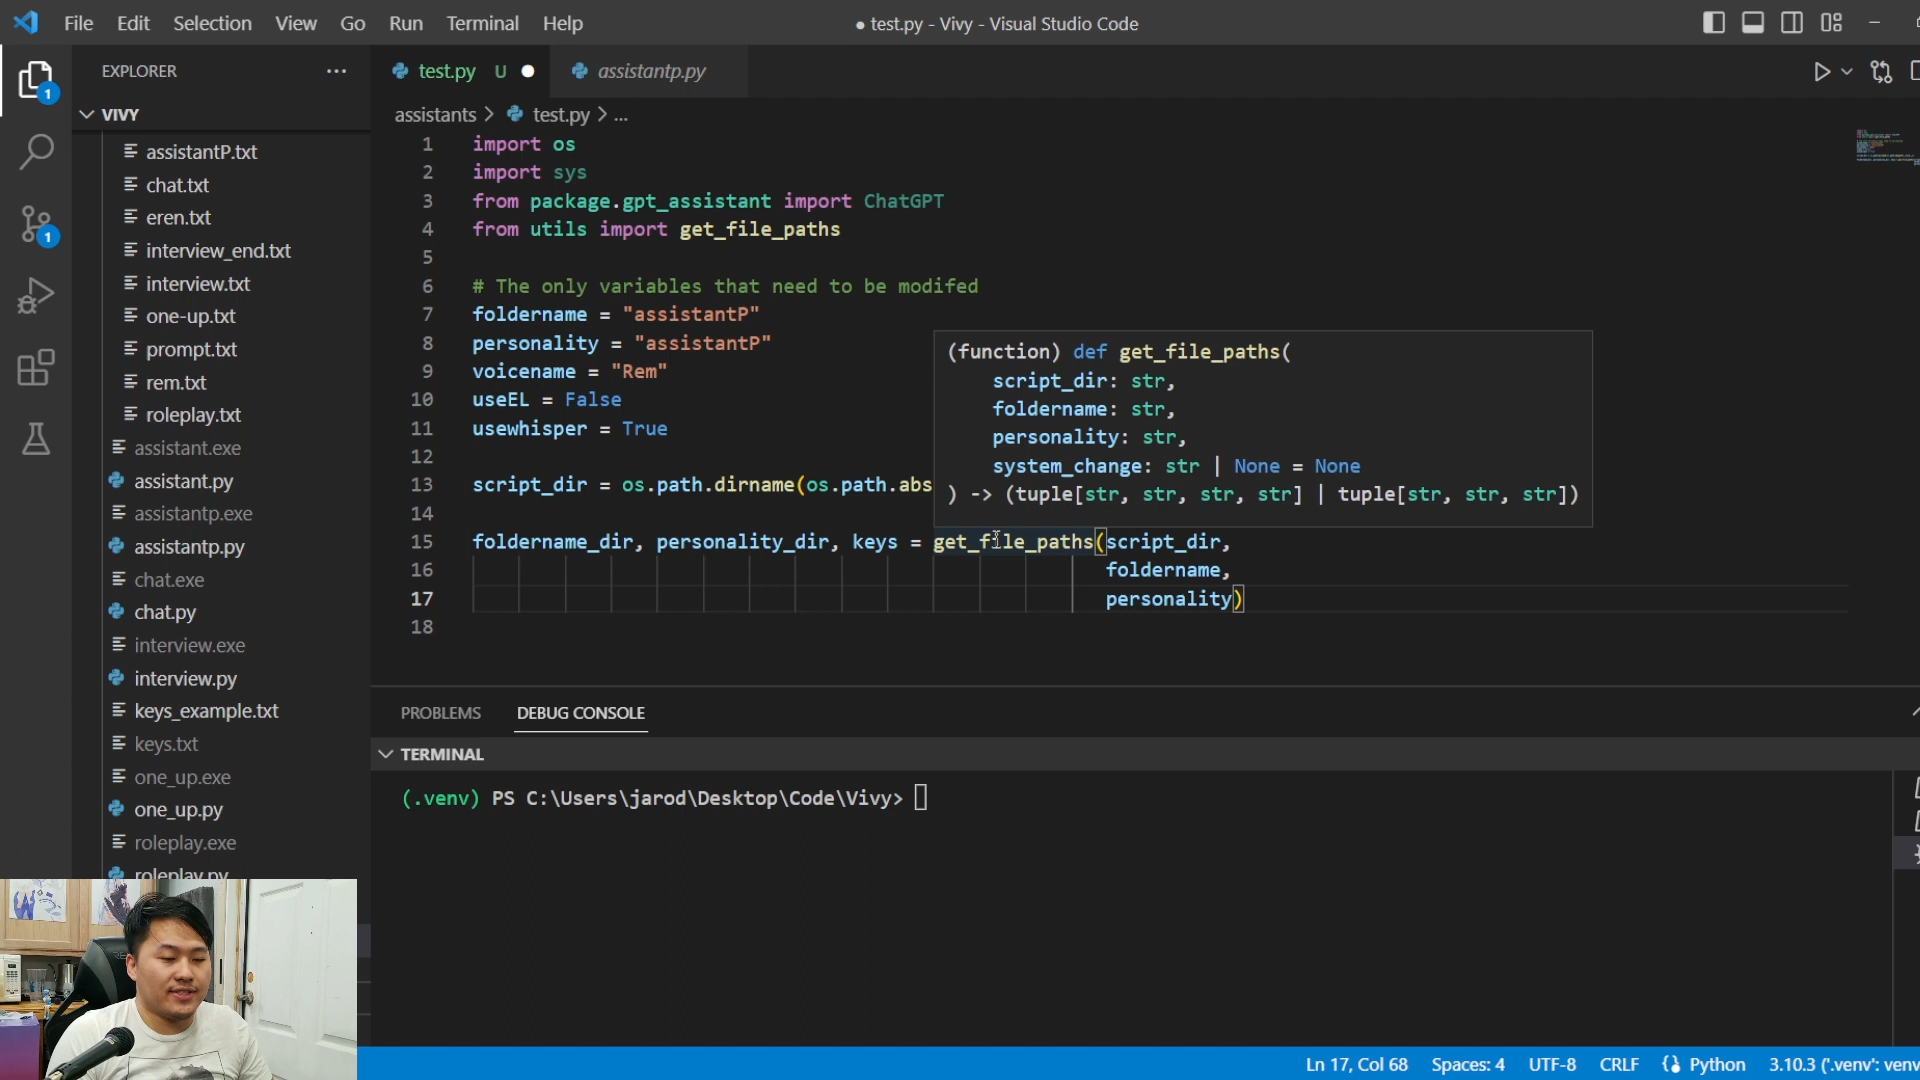 File Edit Selection View Go Run Terminal Help
● test.py - Vivy - Visual Studio Code
EXPLORER ...
VIVY
assistantP.txt
chat.txt
eren.txt
interview_end.txt
interview.txt
one-up.txt
prompt.txt
rem.txt
roleplay.txt
assistant.exe
assistant.py
assistantp.exe
assistantp.py
chat.exe
chat.py
interview.exe
interview.py
keys_example.txt
keys.txt
one_up.exe
one_up.py
roleplay.exe
roleplay.py
1
1
test.py U ●
assistantp.py
assistants > test.py > ...
1 import os
2 import sys
3 from package.gpt_assistant import ChatGPT
4 from utils import get_file_paths
5
6 # The only variables that need to be modifed
7 foldername = "assistantP"
8 personality = "assistantP"
9 voicename = "Rem"
10 useEL = False
11 usewhisper = True
12
13 script_dir = os.path.dirname(os.path.abs
14
15 foldername_dir, personality_dir, keys = get_file_paths(script_dir,
16 foldername,
17 personality)
18
(function) def get_file_paths(
script_dir: str,
foldername: str,
personality: str,
system_change: str | None = None
) -> (tuple[str, str, str, str] | tuple[str, str, str])
PROBLEMS DEBUG CONSOLE
TERMINAL
(.venv) PS C:\Users\jarod\Desktop\Code\Vivy>
Ln 17, Col 68 Spaces: 4 UTF-8 CRLF Python 3.10.3 ('.venv': venv